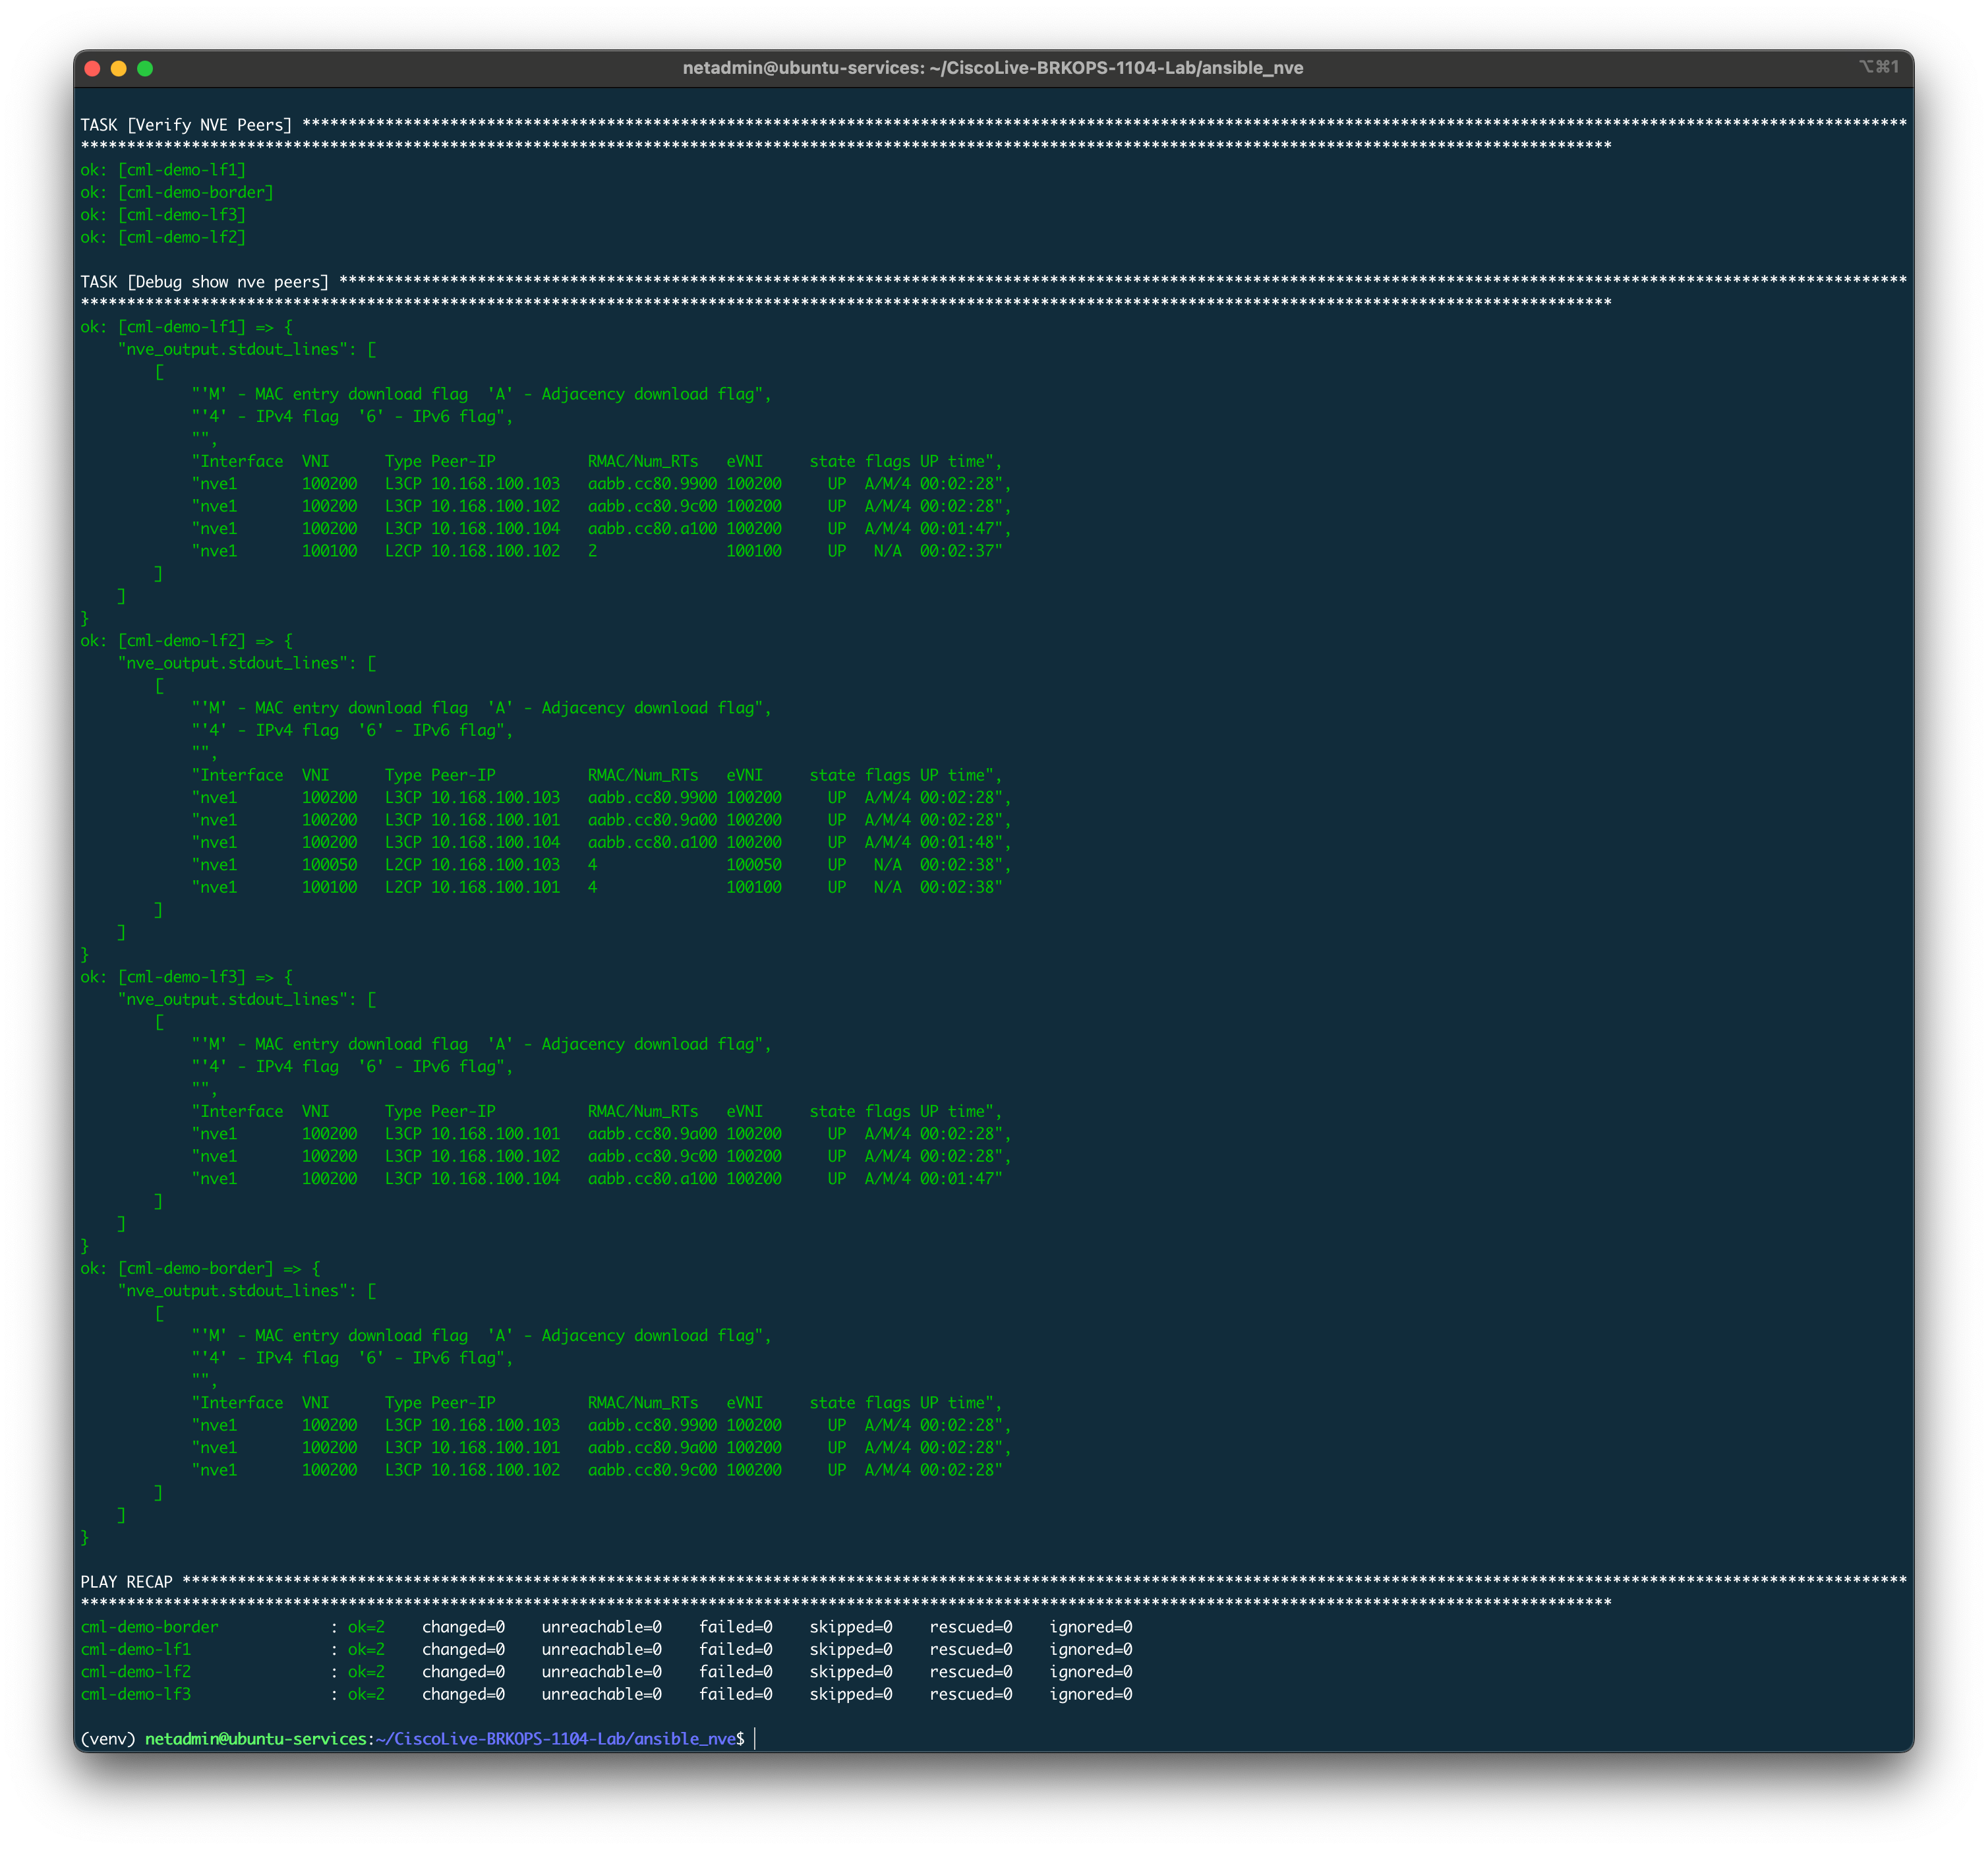 netadmin@ubuntu-services: ~/CiscoLive-BRKOPS-1104-Lab/ansible_nve
⌥⌘1
TASK [Verify NVE Peers] ******************************************************************************************************************************************************************************
**********************************************************************************************************************************************************************
ok: [cml-demo-lf1]
ok: [cml-demo-border]
ok: [cml-demo-lf3]
ok: [cml-demo-lf2]
TASK [Debug show nve peers] **************************************************************************************************************************************************************************
**********************************************************************************************************************************************************************
ok: [cml-demo-lf1] => {
    "nve_output.stdout_lines": [
        [
            "'M' - MAC entry download flag  'A' - Adjacency download flag",
            "'4' - IPv4 flag  '6' - IPv6 flag",
            "",
            "Interface  VNI      Type Peer-IP          RMAC/Num_RTs   eVNI     state flags UP time",
            "nve1       100200   L3CP 10.168.100.103   aabb.cc80.9900 100200     UP  A/M/4 00:02:28",
            "nve1       100200   L3CP 10.168.100.102   aabb.cc80.9c00 100200     UP  A/M/4 00:02:28",
            "nve1       100200   L3CP 10.168.100.104   aabb.cc80.a100 100200     UP  A/M/4 00:01:47",
            "nve1       100100   L2CP 10.168.100.102   2              100100     UP   N/A  00:02:37"
        ]
    ]
}
ok: [cml-demo-lf2] => {
    "nve_output.stdout_lines": [
        [
            "'M' - MAC entry download flag  'A' - Adjacency download flag",
            "'4' - IPv4 flag  '6' - IPv6 flag",
            "",
            "Interface  VNI      Type Peer-IP          RMAC/Num_RTs   eVNI     state flags UP time",
            "nve1       100200   L3CP 10.168.100.103   aabb.cc80.9900 100200     UP  A/M/4 00:02:28",
            "nve1       100200   L3CP 10.168.100.101   aabb.cc80.9a00 100200     UP  A/M/4 00:02:28",
            "nve1       100200   L3CP 10.168.100.104   aabb.cc80.a100 100200     UP  A/M/4 00:01:48",
            "nve1       100050   L2CP 10.168.100.103   4              100050     UP   N/A  00:02:38",
            "nve1       100100   L2CP 10.168.100.101   4              100100     UP   N/A  00:02:38"
        ]
    ]
}
ok: [cml-demo-lf3] => {
    "nve_output.stdout_lines": [
        [
            "'M' - MAC entry download flag  'A' - Adjacency download flag",
            "'4' - IPv4 flag  '6' - IPv6 flag",
            "",
            "Interface  VNI      Type Peer-IP          RMAC/Num_RTs   eVNI     state flags UP time",
            "nve1       100200   L3CP 10.168.100.101   aabb.cc80.9a00 100200     UP  A/M/4 00:02:28",
            "nve1       100200   L3CP 10.168.100.102   aabb.cc80.9c00 100200     UP  A/M/4 00:02:28",
            "nve1       100200   L3CP 10.168.100.104   aabb.cc80.a100 100200     UP  A/M/4 00:01:47"
        ]
    ]
}
ok: [cml-demo-border] => {
    "nve_output.stdout_lines": [
        [
            "'M' - MAC entry download flag  'A' - Adjacency download flag",
            "'4' - IPv4 flag  '6' - IPv6 flag",
            "",
            "Interface  VNI      Type Peer-IP          RMAC/Num_RTs   eVNI     state flags UP time",
            "nve1       100200   L3CP 10.168.100.103   aabb.cc80.9900 100200     UP  A/M/4 00:02:28",
            "nve1       100200   L3CP 10.168.100.101   aabb.cc80.9a00 100200     UP  A/M/4 00:02:28",
            "nve1       100200   L3CP 10.168.100.102   aabb.cc80.9c00 100200     UP  A/M/4 00:02:28"
        ]
    ]
}
PLAY RECAP *******************************************************************************************************************************************************************************************
**********************************************************************************************************************************************************************
cml-demo-border            : ok=2    changed=0    unreachable=0    failed=0    skipped=0    rescued=0    ignored=0
cml-demo-lf1               : ok=2    changed=0    unreachable=0    failed=0    skipped=0    rescued=0    ignored=0
cml-demo-lf2               : ok=2    changed=0    unreachable=0    failed=0    skipped=0    rescued=0    ignored=0
cml-demo-lf3               : ok=2    changed=0    unreachable=0    failed=0    skipped=0    rescued=0    ignored=0
(venv) netadmin@ubuntu-services:~/CiscoLive-BRKOPS-1104-Lab/ansible_nve$